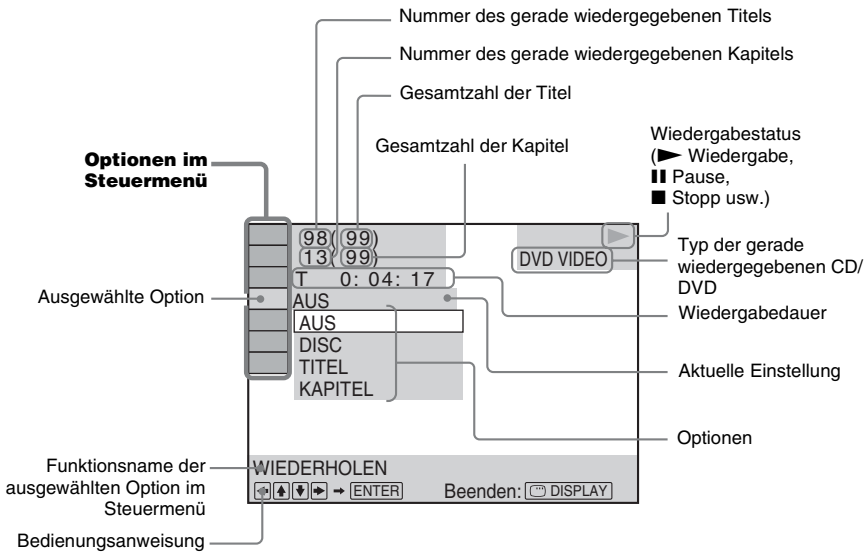 Nummer des gerade wiedergegebenen Titels
Nummer des gerade wiedergegebenen Kapitels
Gesamtzahl der Titel
Gesamtzahl der Kapitel
Wiedergabestatus
(► Wiedergabe,
❚❚ Pause,
■ Stopp usw.)
Optionen im
Steuermenü
98(99)
13(99)
T 0: 04: 17
DVD VIDEO
Typ der gerade
wiedergegebenen CD/
DVD
Wiedergabedauer
Ausgewählte Option
AUS
AUS
DISC
TITEL
KAPITEL
Aktuelle Einstellung
Optionen
Funktionsname der
ausgewählten Option im
Steuermenü
WIEDERHOLEN
← ↑ ↓ → → ENTER Beenden: DISPLAY
Bedienungsanweisung